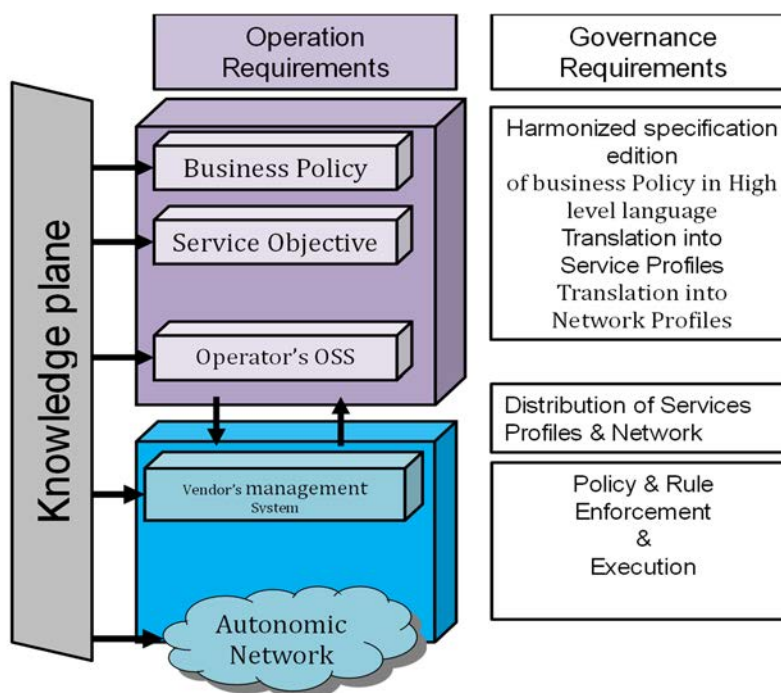 Operation
Requirements
Governance
Requirements
Knowledge plane
Business Policy
Service Objective
Operator's OSS
Vendor's management
System
Autonomic
Network
Harmonized specification
edition
of business Policy in High
level language
Translation into
Service Profiles
Translation into
Network Profiles
Distribution of Services
Profiles & Network
Policy & Rule
Enforcement
&
Execution